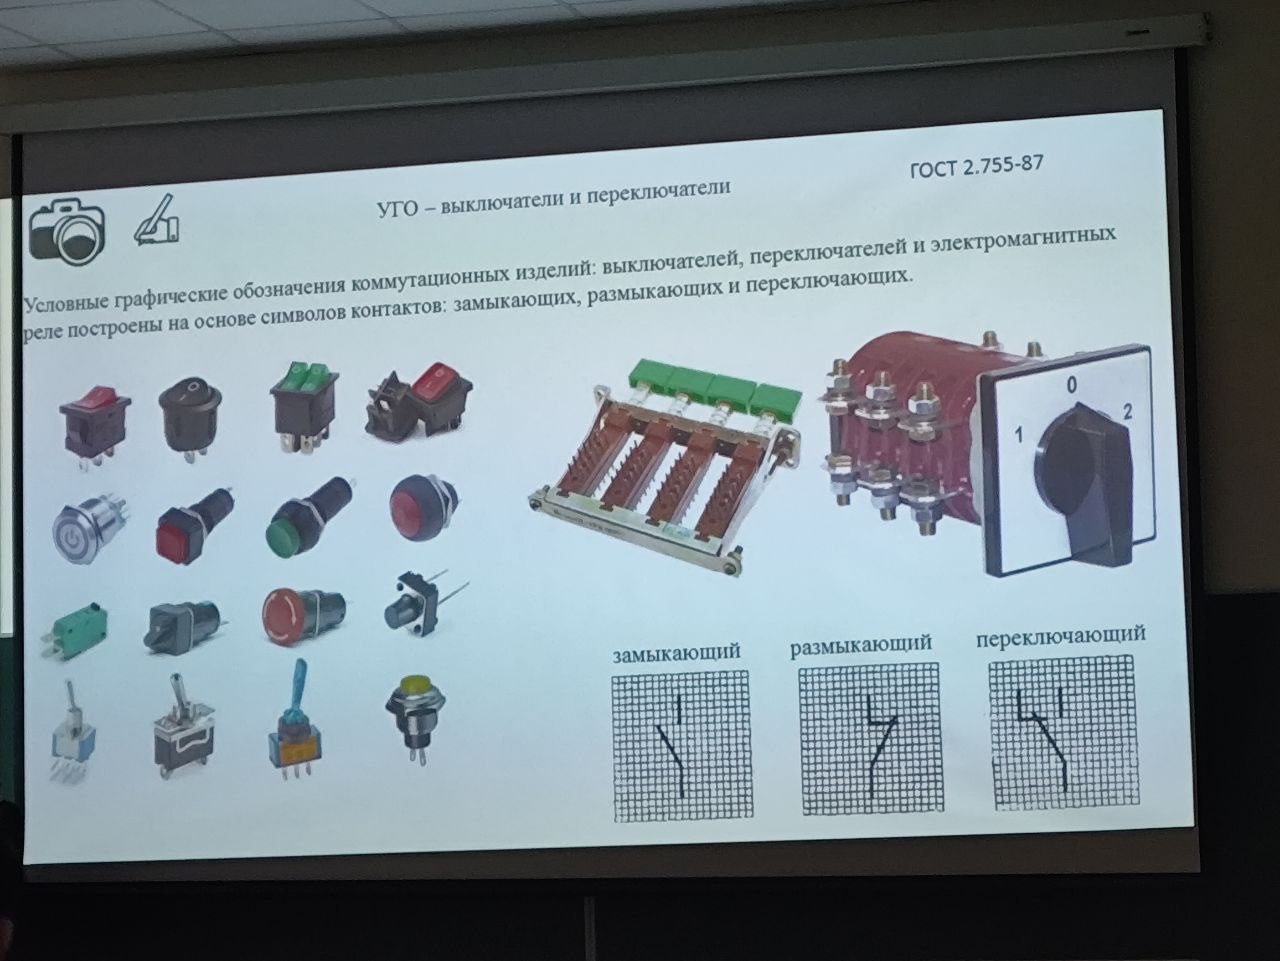 ГОСТ 2.755-87
УГО – выключатели и переключатели
Условные графические обозначения коммутационных изделий: выключателей, переключателей и электромагнитных
реле построены на основе символов контактов: замыкающих, размыкающих и переключающих.
0
1
2
замыкающий
размыкающий
переключающий